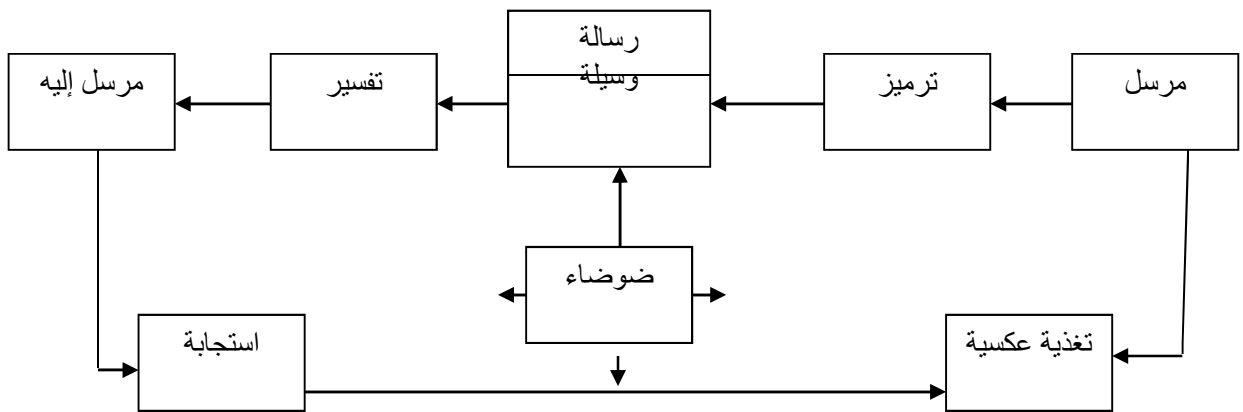 رسالة
وسيلة
مرسل
ترميز
تفسير
مرسل إليه
ضوضاء
تغذية عكسية
استجابة